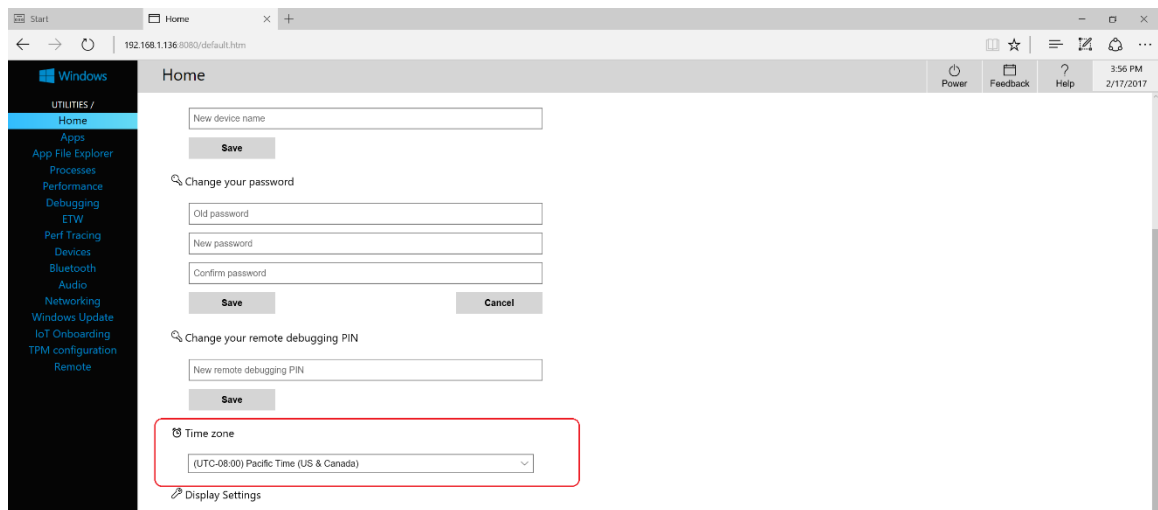 Start
Home
192.168.1.136:8080/default.htm
Windows
Home
Power
Feedback
Help
3:56 PM
2/17/2017
UTILITIES /
Home
Apps
App File Explorer
Processes
Performance
Debugging
ETW
Perf Tracing
Devices
Bluetooth
Audio
Networking
Windows Update
IoT Onboarding
TPM configuration
Remote
New device name
Save
Change your password
Old password
New password
Confirm password
Save Cancel
Change your remote debugging PIN
New remote debugging PIN
Save
Time zone
(UTC-08:00) Pacific Time (US & Canada)
Display Settings